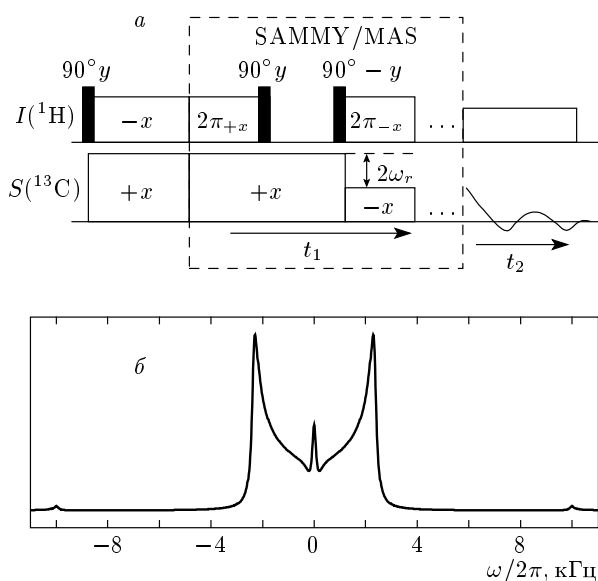 а
SAMMY/MAS
90°y 90°y 90° − y
I(¹H) −x 2π₊ₓ 2π₋ₓ ...
S(¹³C) +x +x 2ωᵣ −x ...
t₁ t₂
б
−8 −4 0 4 8
ω/2π, кГц